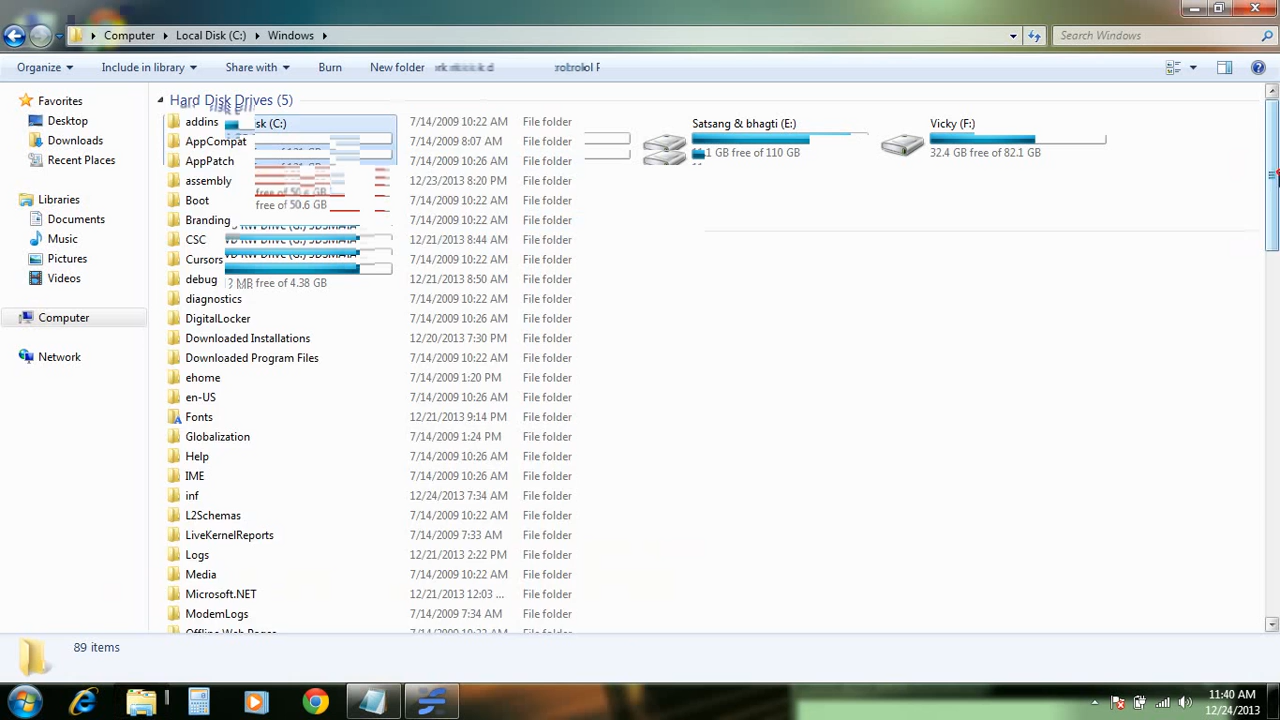 Computer Local Disk (C:) Windows
Search Windows
Organize Include in library Share with Burn New folder
Favorites
Desktop
Downloads
Recent Places
Libraries
Documents
Music
Pictures
Videos
Computer
Network
Hard Disk Drives (5)
addins 7/14/2009 10:22 AM File folder
AppCompat 7/14/2009 8:07 AM File folder
AppPatch 7/14/2009 10:26 AM File folder
assembly 12/23/2013 8:20 PM File folder
Boot 7/14/2009 10:26 AM File folder
Branding 7/14/2009 10:26 AM File folder
CSC 12/21/2013 8:44 AM File folder
Cursors 7/14/2009 10:26 AM File folder
debug 12/21/2013 8:50 AM File folder
diagnostics 7/14/2009 10:22 AM File folder
DigitalLocker 7/14/2009 10:26 AM File folder
Downloaded Installations 12/20/2013 7:30 PM File folder
Downloaded Program Files 7/14/2009 10:22 AM File folder
ehome 7/14/2009 1:20 PM File folder
en-US 7/14/2009 10:26 AM File folder
Fonts 12/21/2013 9:14 PM File folder
Globalization 7/14/2009 1:24 PM File folder
Help 7/14/2009 10:26 AM File folder
IME 7/14/2009 10:26 AM File folder
inf 12/24/2013 7:34 AM File folder
L2Schemas 7/14/2009 10:22 AM File folder
LiveKernelReports 7/14/2009 7:33 AM File folder
Logs 12/21/2013 2:22 PM File folder
Media 7/14/2009 10:22 AM File folder
Microsoft.NET 12/21/2013 12:03 ... File folder
ModemLogs 7/14/2009 7:34 AM File folder
sk (C:)
free of 50.6 GB
free of 4.38 GB
Satsang & bhagti (E:)
free of 110 GB
Vicky (F:)
32.4 GB free of 82.1 GB
89 items
11:40 AM
12/24/2013